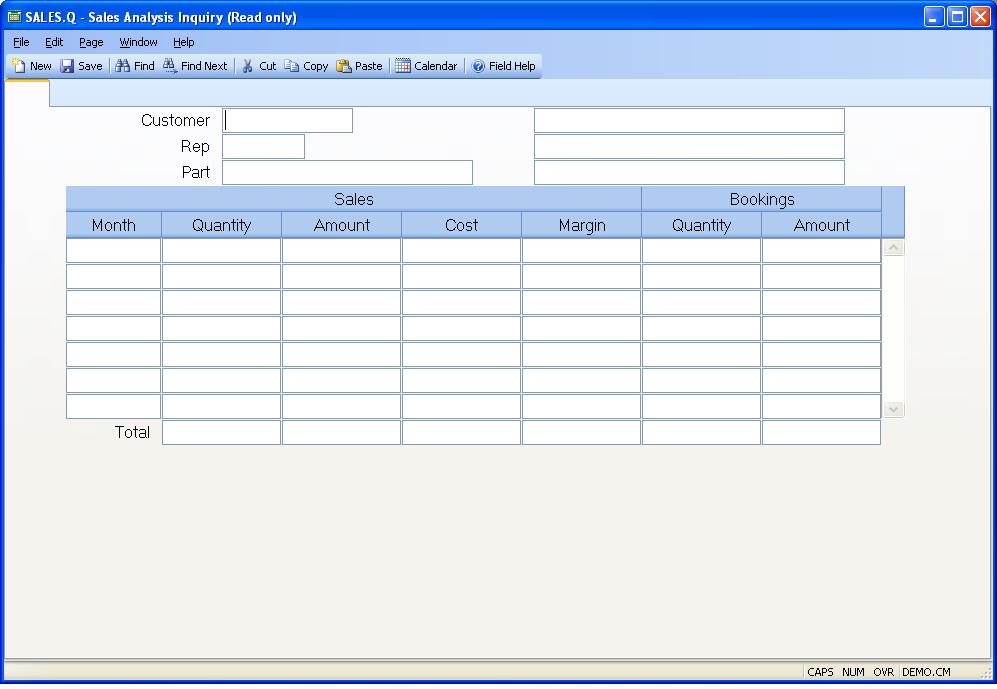 SALES.Q - Sales Analysis Inquiry (Read only)
File Edit Page Window Help
New Save Find Find Next Cut Copy Paste Calendar Field Help
Customer
Rep
Part
Sales Bookings
Month Quantity Amount Cost Margin Quantity Amount
Total
CAPS NUM OVR DEMO.CM